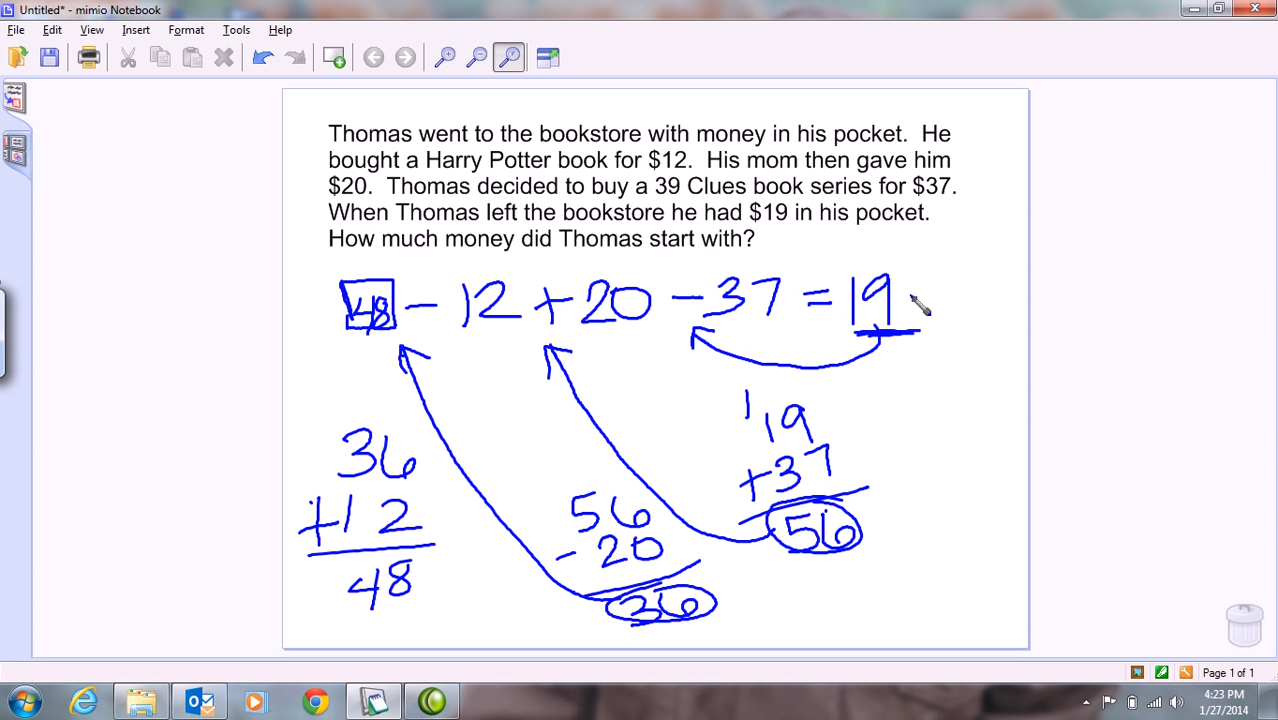 Untitled* - mimio Notebook
File Edit View Insert Format Tools Help
Thomas went to the bookstore with money in his pocket. He
bought a Harry Potter book for $12. His mom then gave him
$20. Thomas decided to buy a 39 Clues book series for $37.
When Thomas left the bookstore he had $19 in his pocket.
How much money did Thomas start with?
48 - 12 + 20 - 37 = 19
1
19
+37
56
56
- 20
36
36
+12
48
Page 1 of 1
4:23 PM
1/27/2014